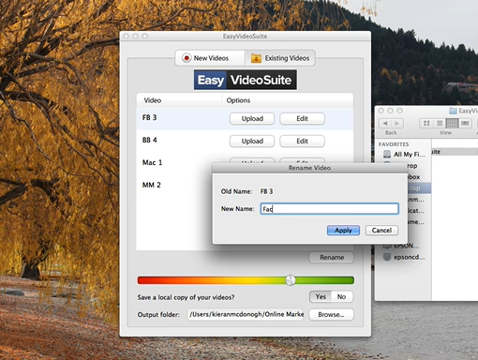 EasyVideoSuite
New Videos
Existing Videos
Easy VideoSuite
Video Options
FB 3 Upload Edit
BB 4 Upload Edit
Mac 1
MM 2
Rename Video
Old Name: FB 3
New Name: Fac
Apply Cancel
Rename
Save a local copy of your videos? Yes No
Output folder: /Users/kieranmcdonogh/Online Marke Browse...
EasyVideo
Back View
FAVORITES
All My Fi...
EPSON...
epsoncd...